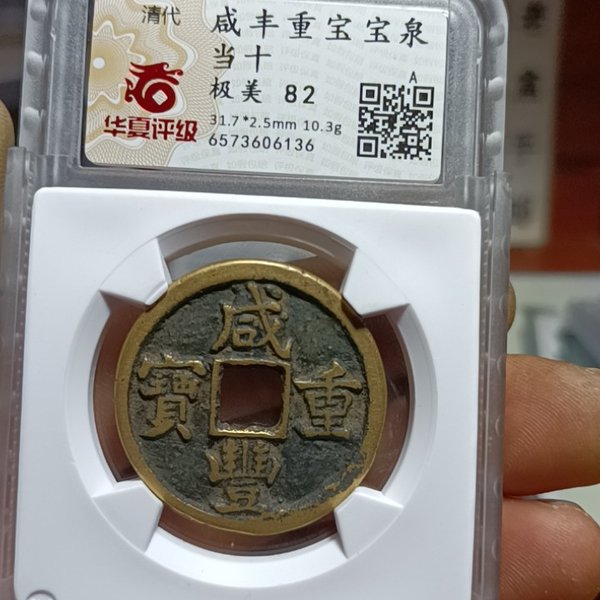 清代
华夏评级
咸丰重宝宝泉
当十
极美 82
31.7*2.5mm 10.3g
6573606136
A
咸
寶 重
豐